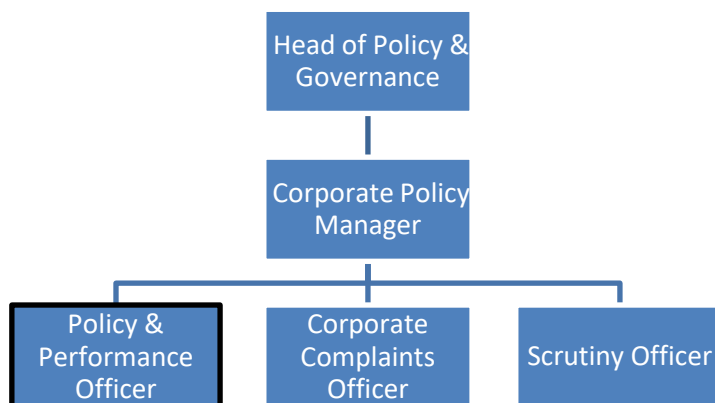 Head of Policy &
Governance
Corporate Policy
Manager
Policy &
Performance
Officer
Corporate
Complaints
Officer
Scrutiny Officer